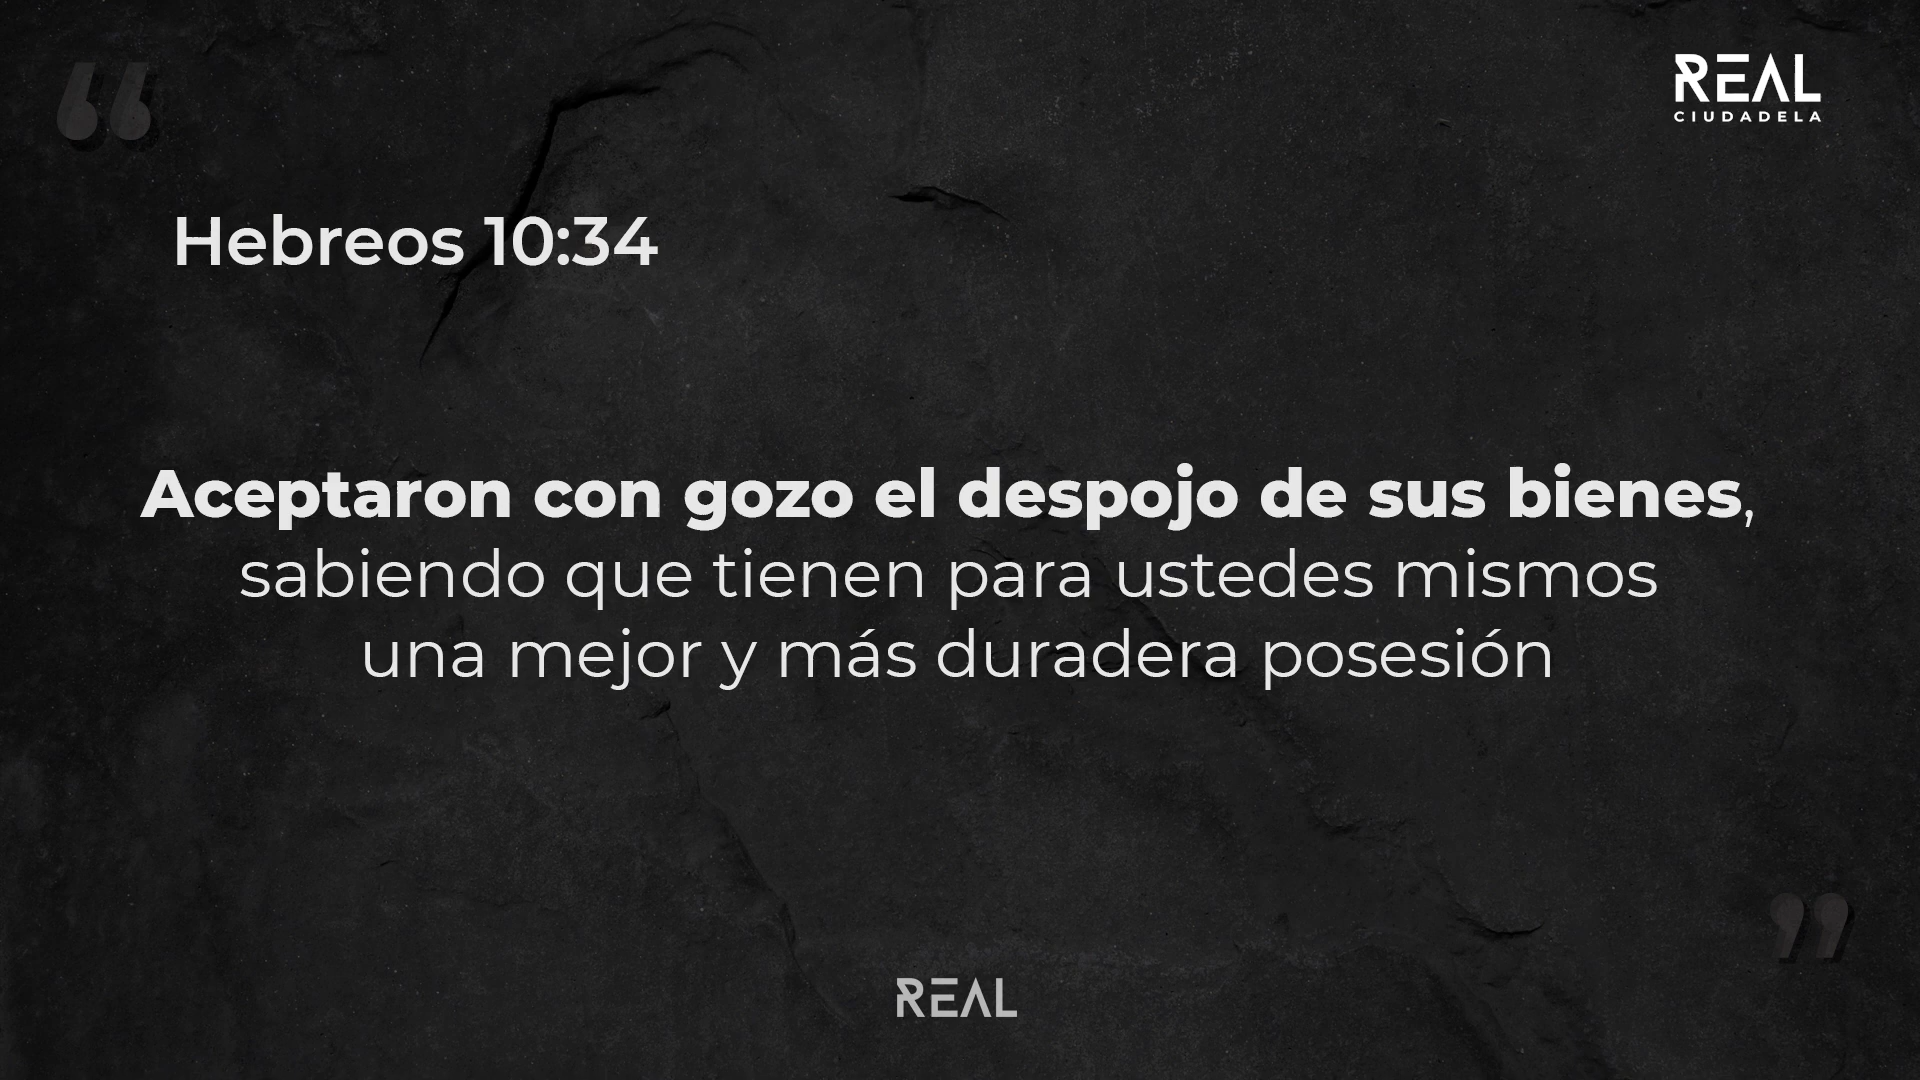 REAL
CIUDADELA
Hebreos 10:34
Aceptaron con gozo el despojo de sus bienes,
sabiendo que tienen para ustedes mismos
una mejor y más duradera posesión
REAL